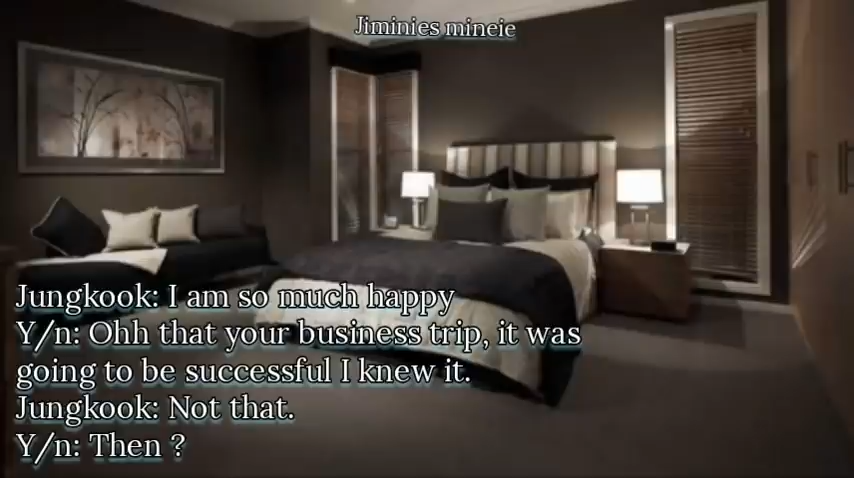 Jiminies mineie
Jungkook: I am so much happy
Y/n: Ohh that your business trip, it was
going to be successful I knew it.
Jungkook: Not that.
Y/n: Then ?